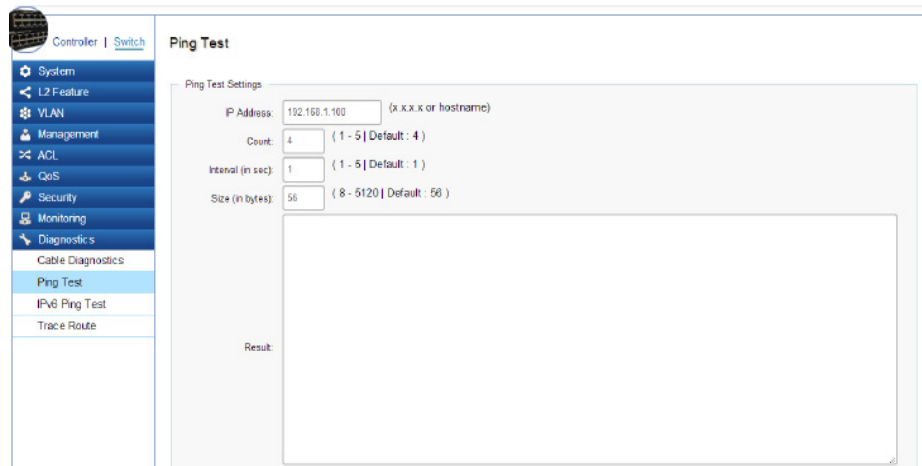 Controller | Switch
System
L2 Feature
VLAN
Management
ACL
QoS
Security
Monitoring
Diagnostics
Cable Diagnostics
Ping Test
IPv6 Ping Test
Trace Route
Ping Test
Ping Test Settings
IP Address: 192.168.1.100 (x.x.x.x or hostname)
Count: 4 ( 1 - 5 | Default : 4 )
Interval (in sec): 1 ( 1 - 5 | Default : 1 )
Size (in bytes): 56 ( 8 - 5120 | Default : 56 )
Result: